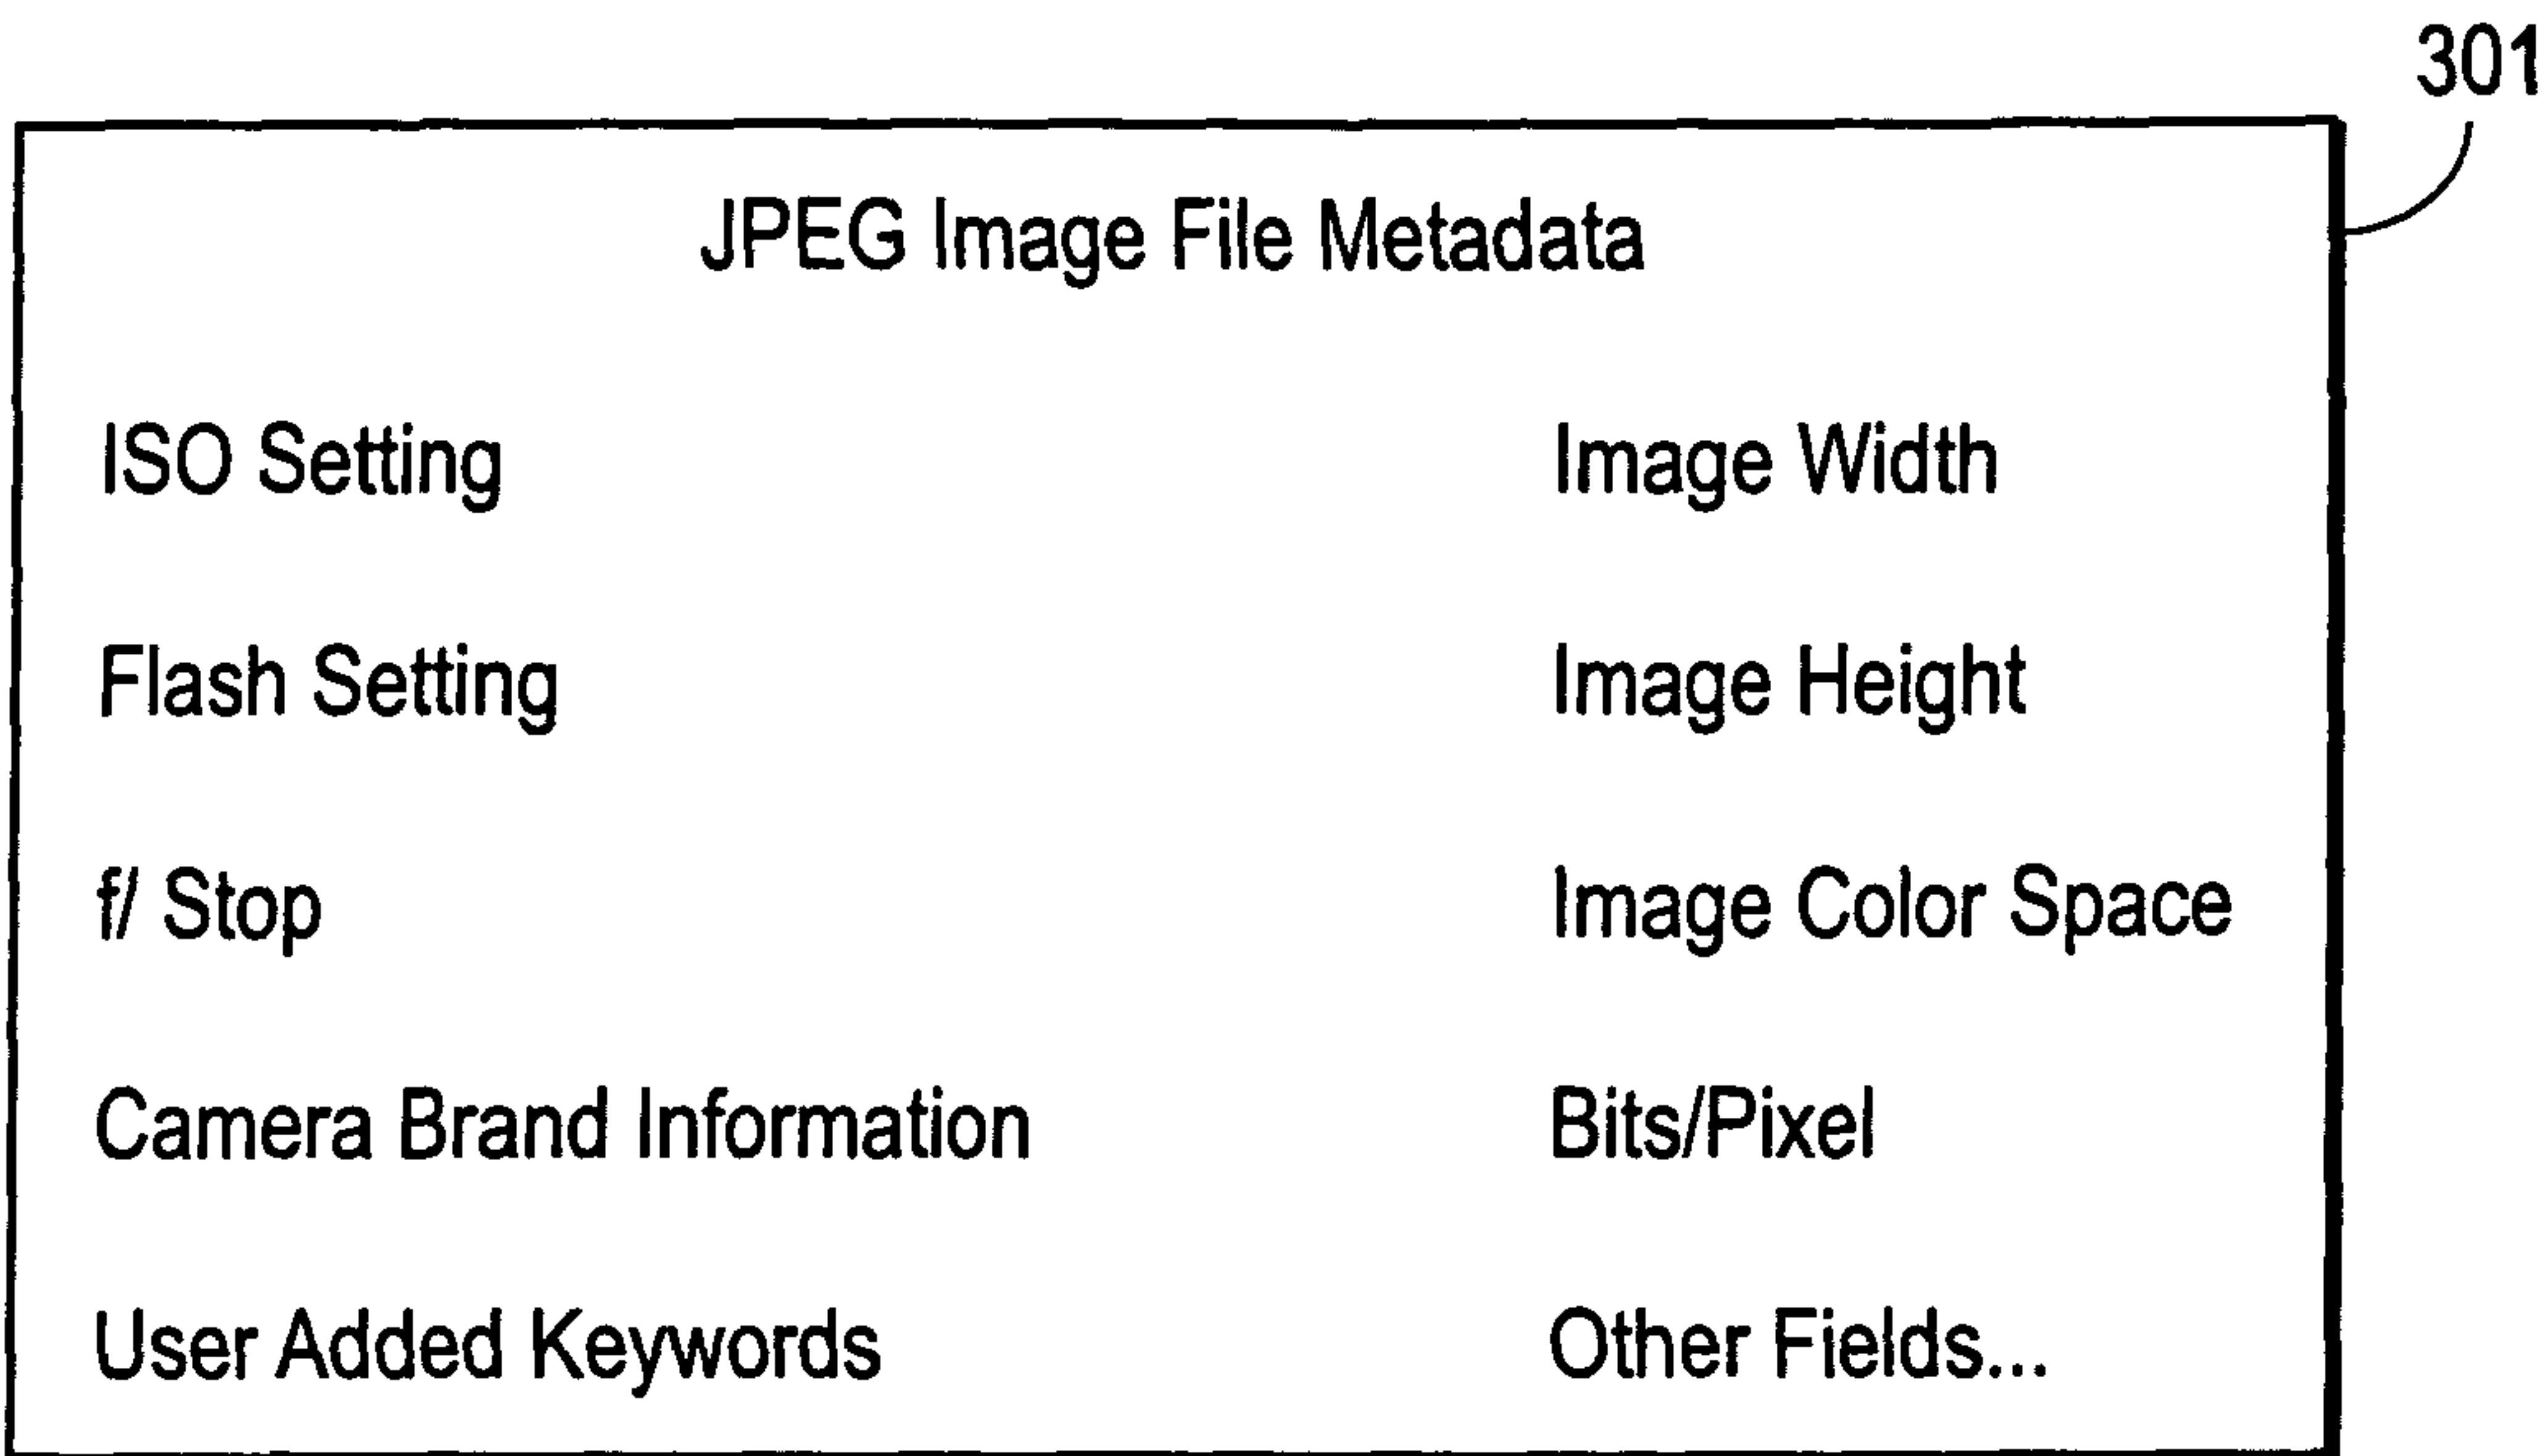 301
JPEG Image File Metadata
ISO Setting
Image Width
Flash Setting
Image Height
f/ Stop
Image Color Space
Camera Brand Information
Bits/Pixel
User Added Keywords
Other Fields...